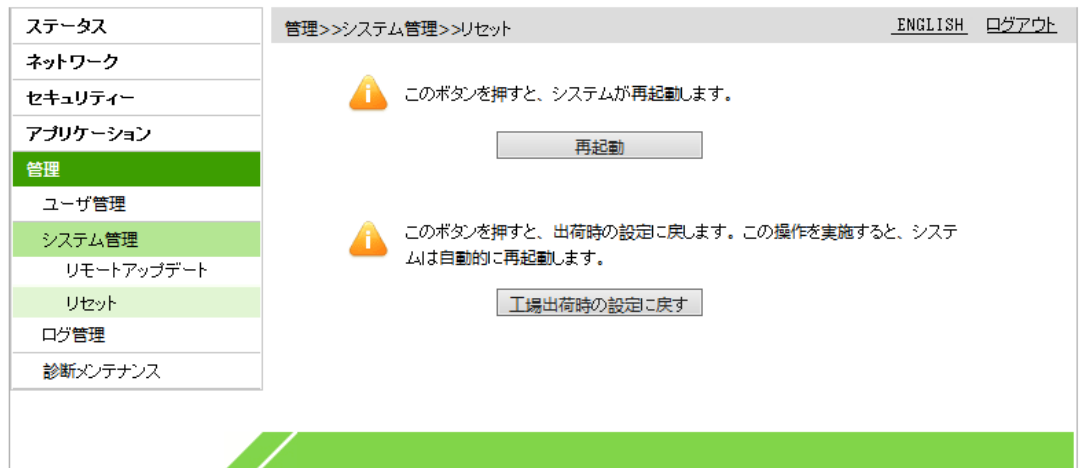 ステータス
ネットワーク
セキュリティー
アプリケーション
管理
ユーザ管理
システム管理
リモートアップデート
リセット
ログ管理
診断メンテナンス
管理>>システム管理>>リセット
ENGLISH ログアウト
このボタンを押すと、システムが再起動します。
再起動
このボタンを押すと、出荷時の設定に戻します。この操作を実施すると、システ
ムは自動的に再起動します。
工場出荷時の設定に戻す